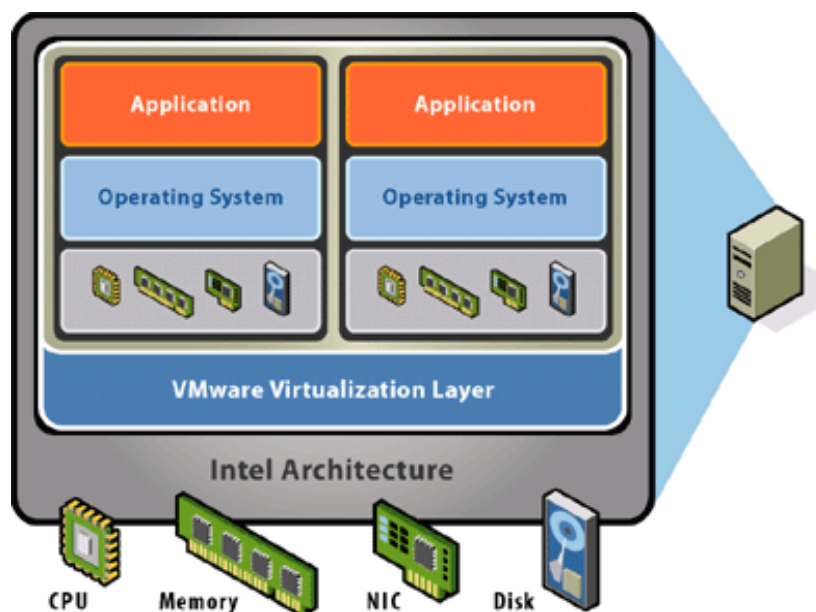 Application
Application
Operating System
Operating System
VMware Virtualization Layer
Intel Architecture
CPU
Memory
NIC
Disk